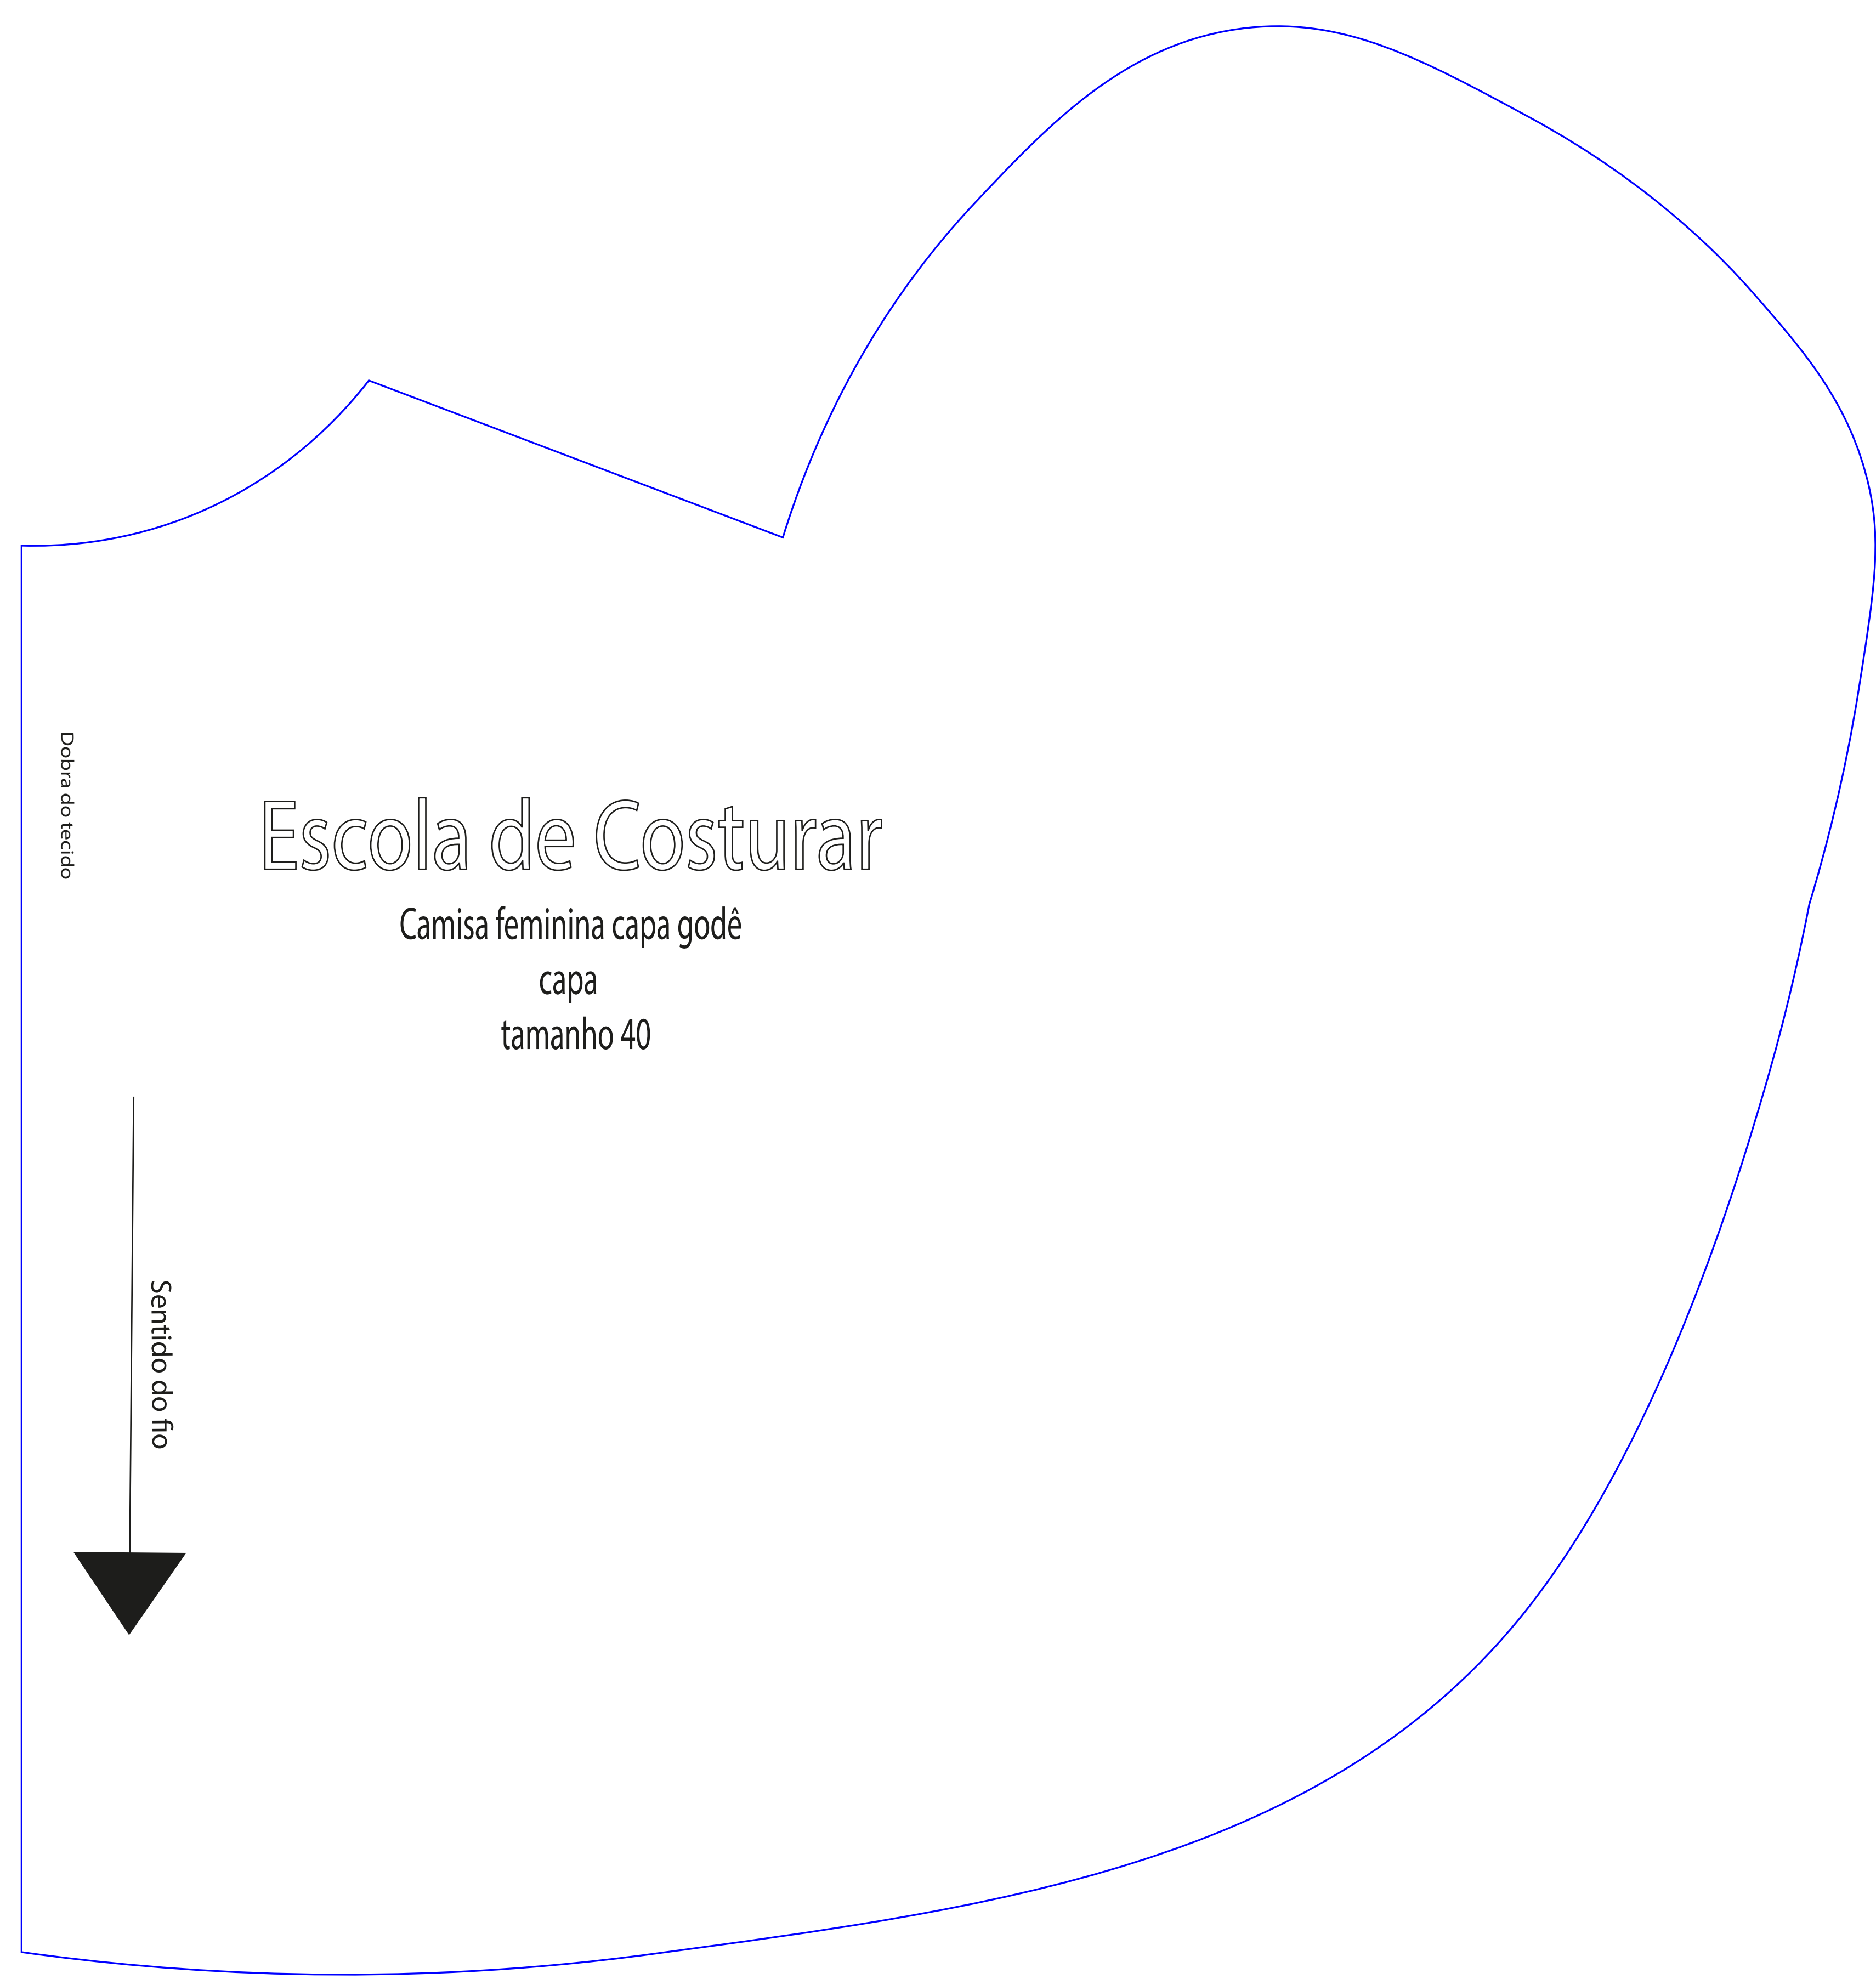 Dobra do tecido
Escola de Costurar
Camisa feminina capa godê
capa
tamanho 40
Sentido do fio